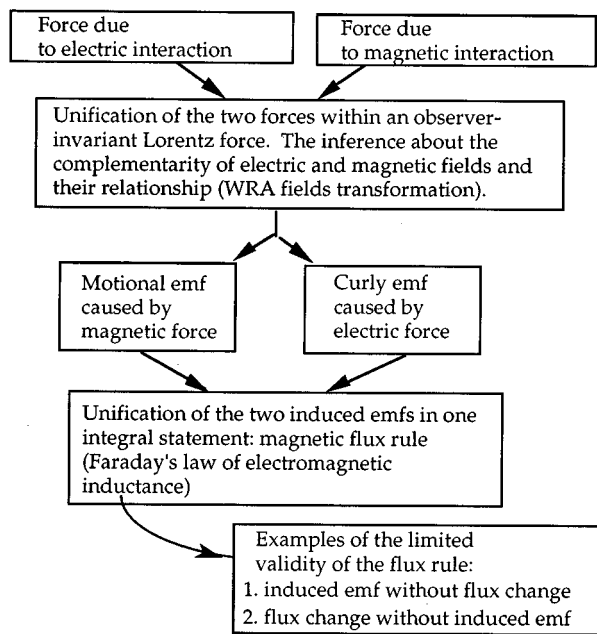 Force due
to electric interaction
Force due
to magnetic interaction
Unification of the two forces within an observer-
invariant Lorentz force. The inference about the
complementarity of electric and magnetic fields and
their relationship (WRA fields transformation).
Motional emf
caused by
magnetic force
Curly emf
caused by
electric force
Unification of the two induced emfs in one
integral statement: magnetic flux rule
(Faraday's law of electromagnetic
inductance)
Examples of the limited
validity of the flux rule:
1. induced emf without flux change
2. flux change without induced emf